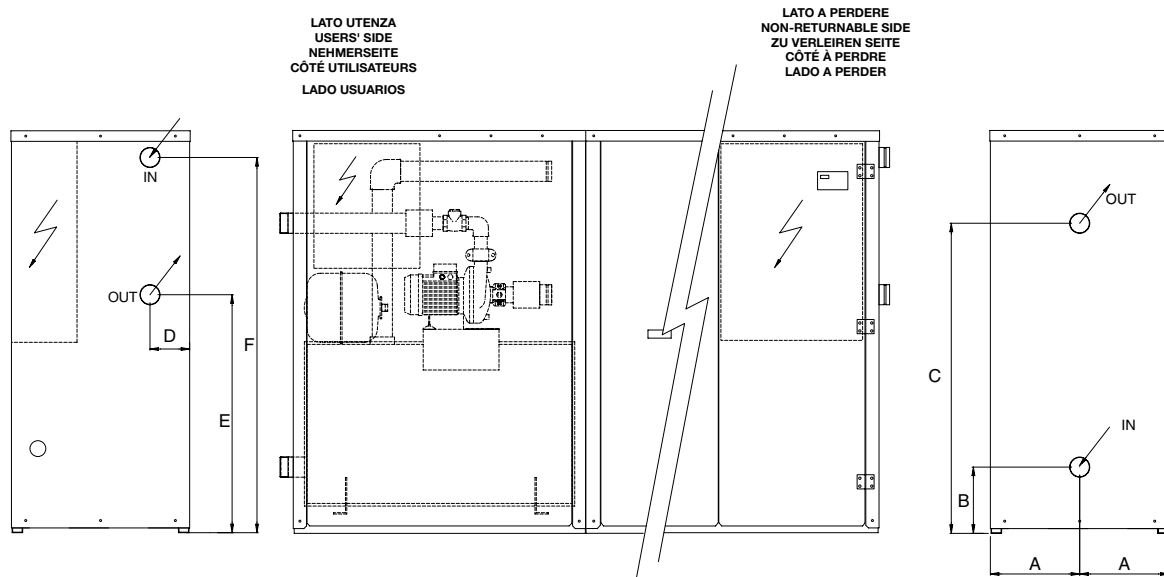 LATO UTENZA
USERS' SIDE
NEHMERSEITE
CÔTÉ UTILISATEURS
LADO USUARIOS
LATO A PERDERE
NON-RETURNABLE SIDE
ZU VERLEIREN SEITE
CÔTÉ À PERDRE
LADO A PERDER
IN
OUT
D
F
E
OUT
C
IN
B
A
A